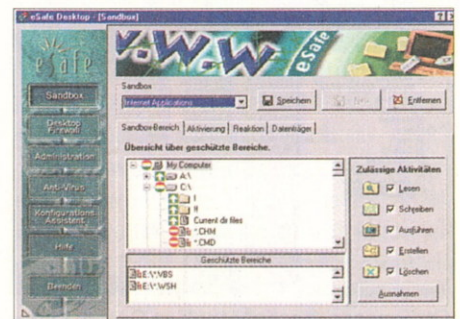 eSafe Desktop - [Sandbox]
eSafe
W.W.W
eSafe
Sandbox
Desktop
Firewall
Administration
Anti-Virus
Konfigurations
Assistent
Hilfe
Beenden
Sandbox
Internet Applications
Speichern
Entfernen
Sandbox-Bereich
Aktivierung
Reaktion
Datenträger
Übersicht über geschützte Bereiche.
My Computer
A:\
C:\
Current dir files
*.CHM
*.CMD
Geschützte Bereiche
E:\*.VBS
E:\*.WSH
Zulässige Aktivitäten
Lesen
Schreiben
Ausführen
Erstellen
Löschen
Ausnahmen